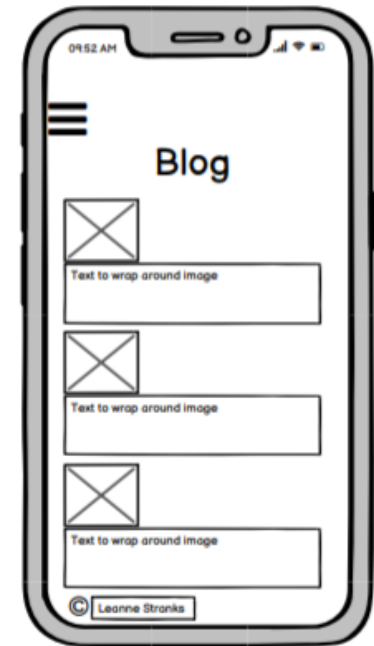 09:52 AM
Blog
Text to wrap around image
Text to wrap around image
Text to wrap around image
© Leanne Stranks